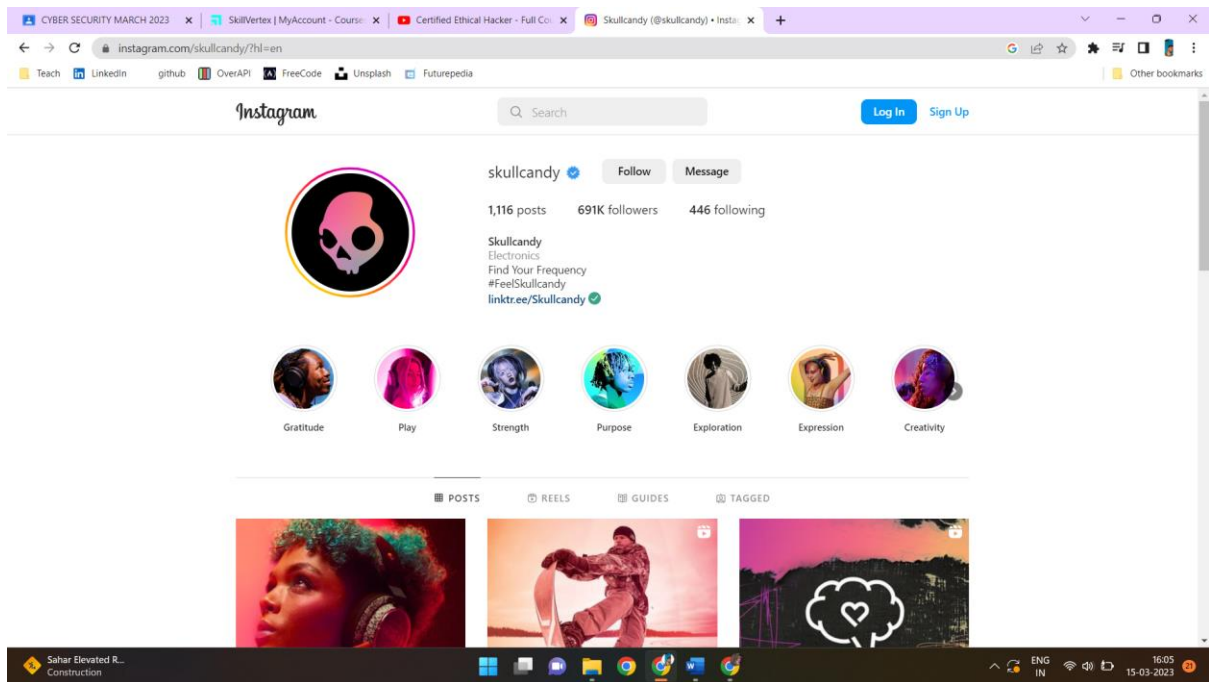 CYBER SECURITY MARCH 2023
SkillVertex | MyAccount - Course
Certified Ethical Hacker - Full Co
Skullcandy (@skullcandy) • Insta
instagram.com/skullcandy/?hl=en
Teach
LinkedIn
github
OverAPI
FreeCode
Unsplash
Futurepedia
Other bookmarks
Instagram
Search
Log In
Sign Up
skullcandy
Follow
Message
1,116 posts 691K followers 446 following
Skullcandy
Electronics
Find Your Frequency
#FeelSkullcandy
linktr.ee/Skullcandy
Gratitude
Play
Strength
Purpose
Exploration
Expression
Creativity
POSTS
REELS
GUIDES
TAGGED
Sahar Elevated R...
Construction
ENG
IN
16:05
15-03-2023
21